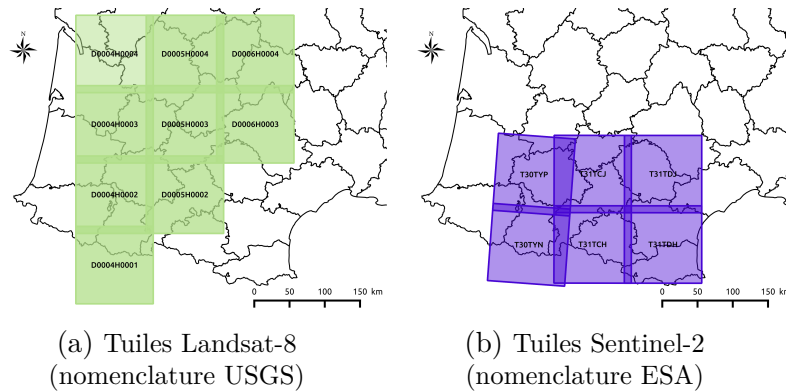 N
D0004H0004 D0005H0004 D0006H0004
D0004H0003 D0005H0003 D0006H0003
D0004H0002 D0005H0002
D0004H0001
0 50 100 150 km
(a) Tuiles Landsat-8
(nomenclature USGS)
N
T30TYP T31TCJ T31TDJ
T30TYN T31TCH T31TDH
0 50 100 150 km
(b) Tuiles Sentinel-2
(nomenclature ESA)